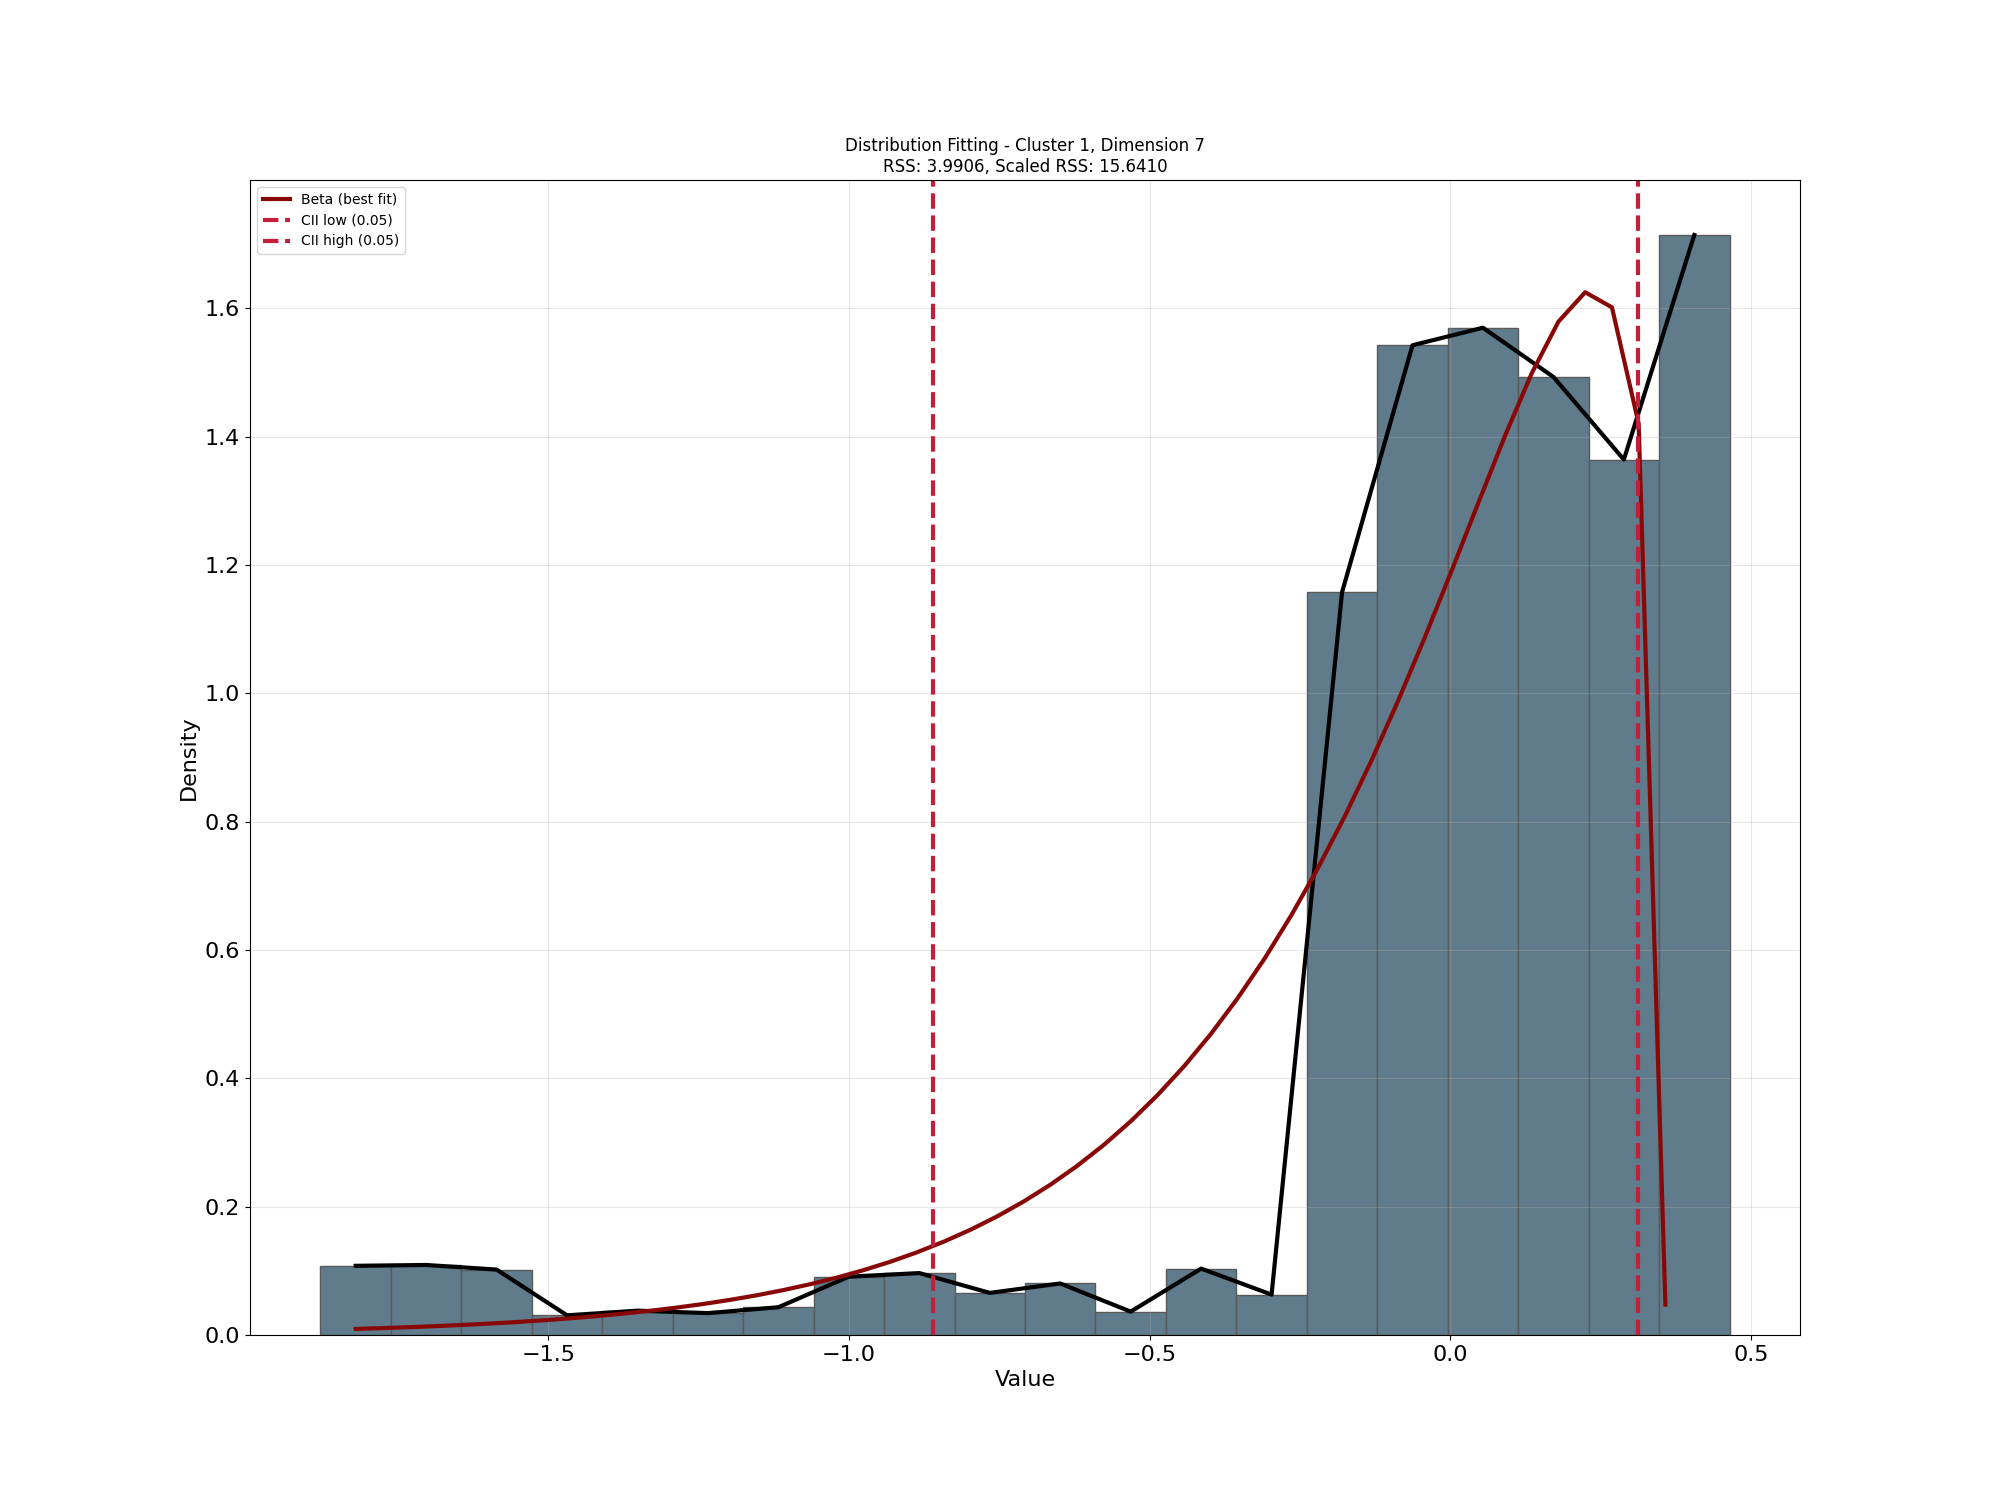 Distribution Fitting - Cluster 1, Dimension 7
RSS: 3.9906, Scaled RSS: 15.6410
Beta (best fit)
CII low (0.05)
CII high (0.05)
1.6
1.4
1.2
1.0
0.8
0.6
0.4
0.2
0.0
Density
−1.5 −1.0 −0.5 0.0 0.5
Value